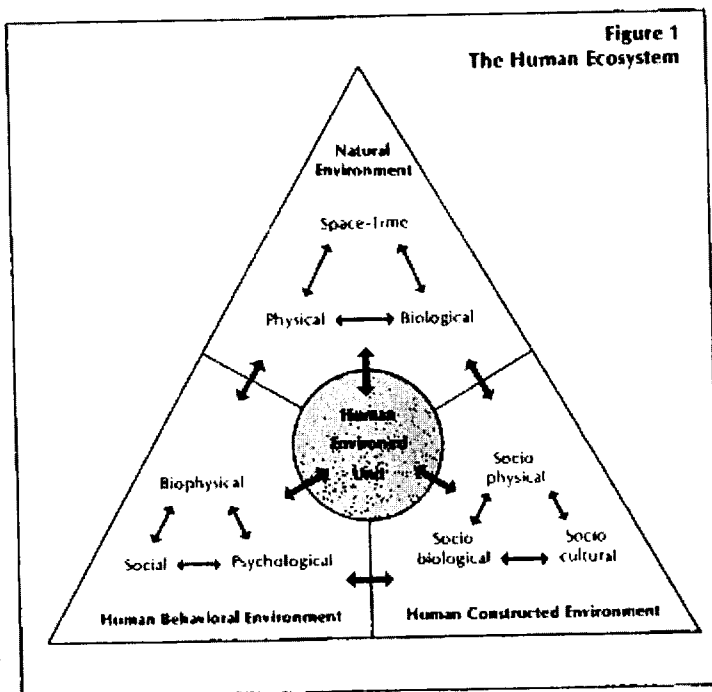 Figure 1
The Human Ecosystem
Natural
Environment
Space-Time
Physical
Biological
Human
Environed
Unit
Biophysical
Social
Psychological
Human Behavioral Environment
Socio
physical
Socio
biological
Socio
cultural
Human Constructed Environment